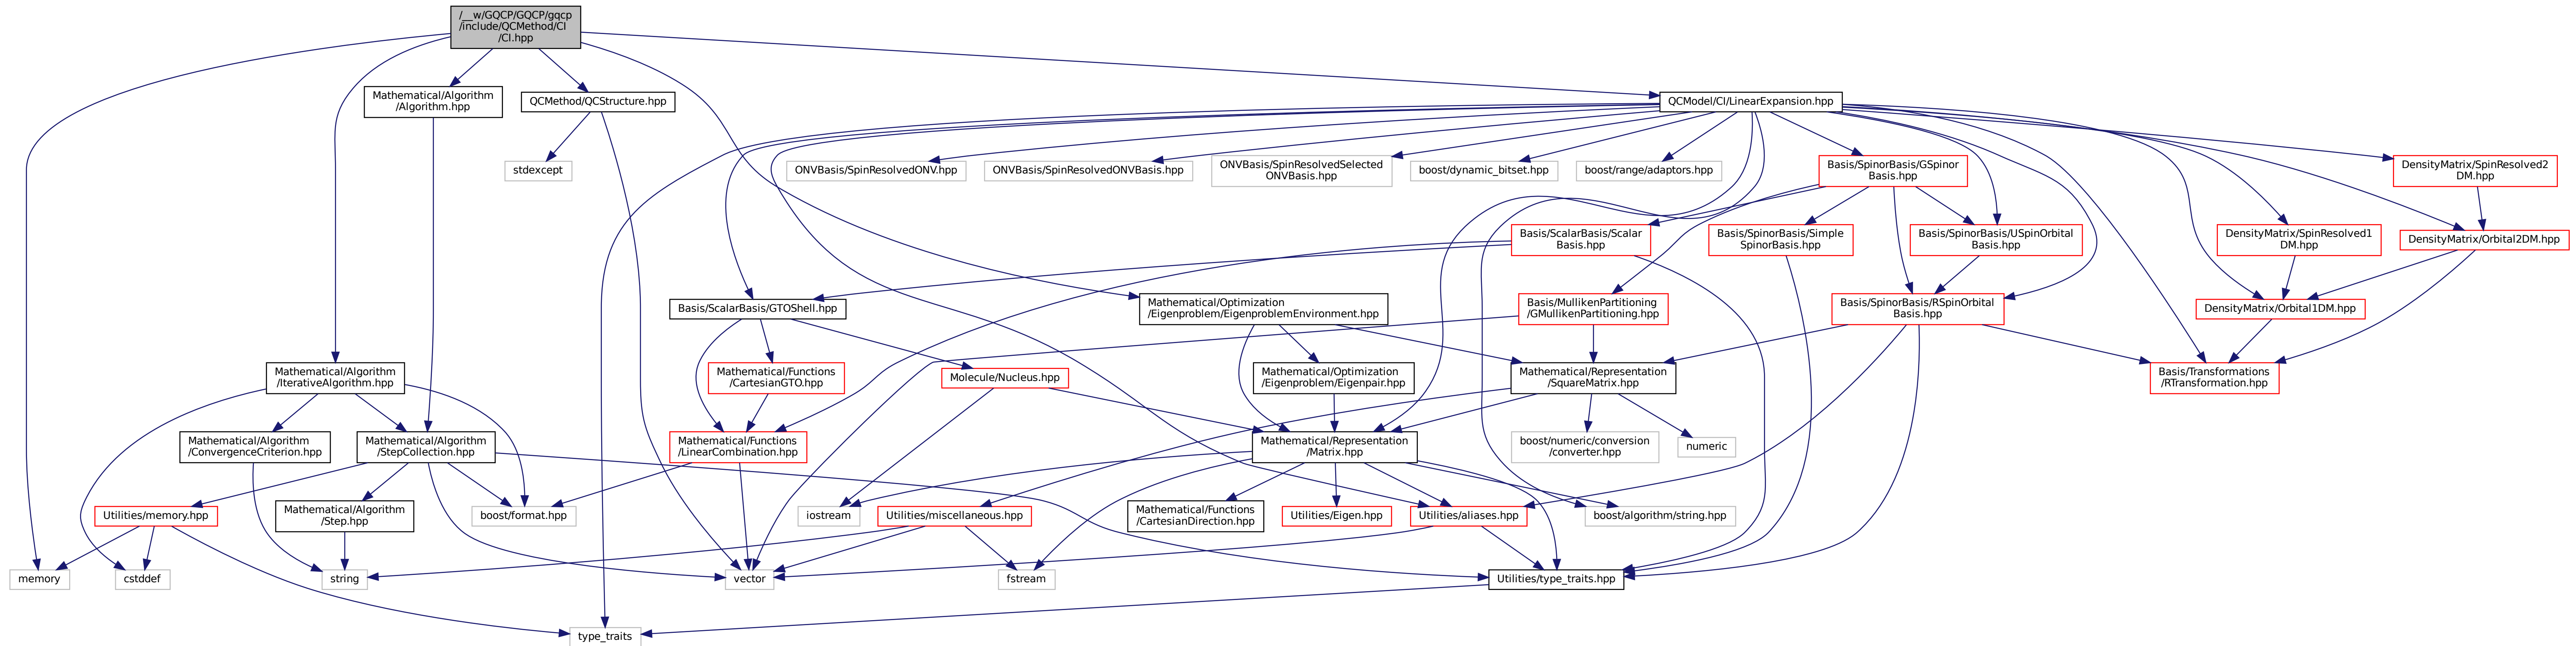 /__w/GQCP/GQCP/gqcp
/include/QCMethod/CI
/CI.hpp
Mathematical/Algorithm
/Algorithm.hpp
QCMethod/QCStructure.hpp
QCModel/CI/LinearExpansion.hpp
stdexcept
ONVBasis/SpinResolvedONV.hpp
ONVBasis/SpinResolvedONVBasis.hpp
ONVBasis/SpinResolvedSelected
ONVBasis.hpp
boost/dynamic_bitset.hpp
boost/range/adaptors.hpp
Basis/SpinorBasis/GSpinor
Basis.hpp
DensityMatrix/SpinResolved2
DM.hpp
Basis/ScalarBasis/Scalar
Basis.hpp
Basis/SpinorBasis/Simple
SpinorBasis.hpp
Basis/SpinorBasis/USpinOrbital
Basis.hpp
DensityMatrix/SpinResolved1
DM.hpp
DensityMatrix/Orbital2DM.hpp
Basis/ScalarBasis/GTOShell.hpp
Mathematical/Optimization
/Eigenproblem/EigenproblemEnvironment.hpp
Basis/MullikenPartitioning
/GMullikenPartitioning.hpp
Basis/SpinorBasis/RSpinOrbital
Basis.hpp
DensityMatrix/Orbital1DM.hpp
Mathematical/Algorithm
/IterativeAlgorithm.hpp
Mathematical/Functions
/CartesianGTO.hpp
Molecule/Nucleus.hpp
Mathematical/Optimization
/Eigenproblem/Eigenpair.hpp
Mathematical/Representation
/SquareMatrix.hpp
Basis/Transformations
/RTransformation.hpp
Mathematical/Algorithm
/ConvergenceCriterion.hpp
Mathematical/Algorithm
/StepCollection.hpp
Mathematical/Functions
/LinearCombination.hpp
Mathematical/Representation
/Matrix.hpp
boost/numeric/conversion
/converter.hpp
numeric
Utilities/memory.hpp
Mathematical/Algorithm
/Step.hpp
boost/format.hpp
iostream
Utilities/miscellaneous.hpp
Mathematical/Functions
/CartesianDirection.hpp
Utilities/Eigen.hpp
Utilities/aliases.hpp
boost/algorithm/string.hpp
memory
cstddef
string
vector
fstream
Utilities/type_traits.hpp
type_traits